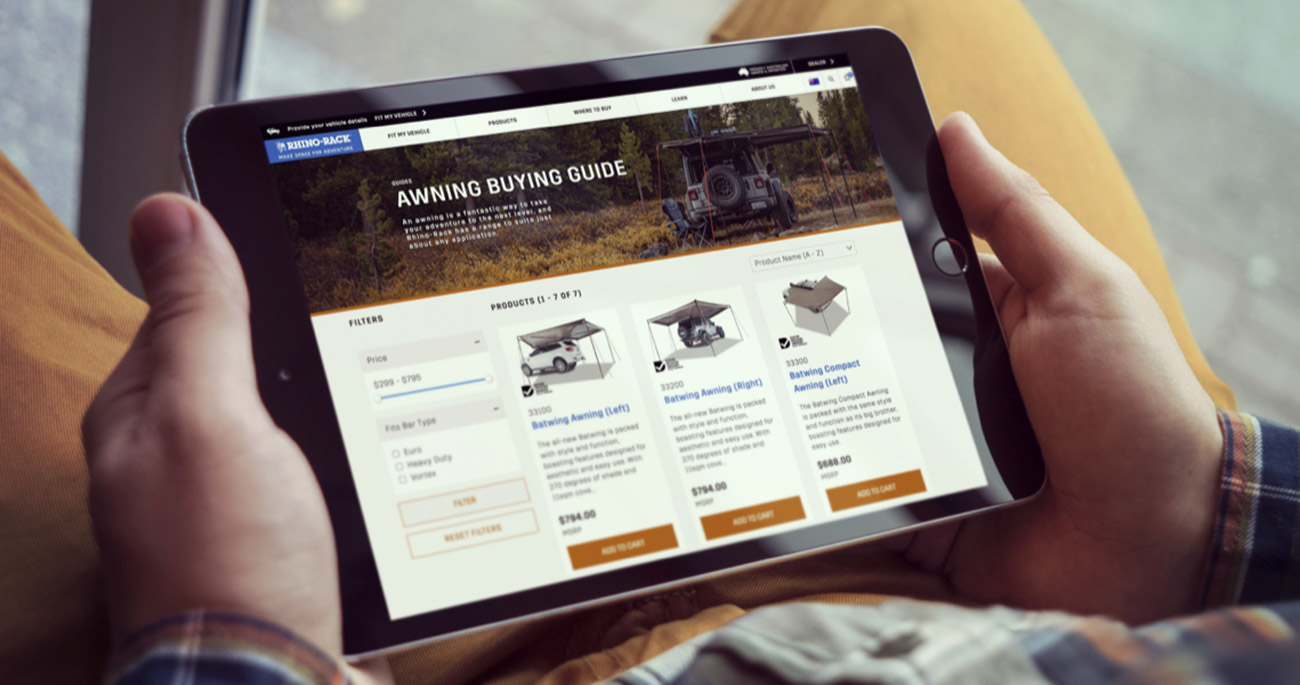 Provide your vehicle details FIT MY VEHICLE
DEALER
RHINO-RACK
MAKE SPACE FOR ADVENTURE
FIT MY VEHICLE
PRODUCTS
WHERE TO BUY
LEARN
ABOUT US
GUIDES
AWNING BUYING GUIDE
An awning is a fantastic way to take
your adventure to the next level, and
Rhino-Rack has a range to suite just
about any application.
Product Name (A - Z)
FILTERS
PRODUCTS (1 - 7 OF 7)
Price
$299 - $795
Fits Bar Type
Euro
Heavy Duty
Vortex
FILTER
RESET FILTERS
33100
Batwing Awning (Left)
The all-new Batwing is packed
with style and function,
boasting features designed for
aesthetic and easy use. With
270 degrees of shade and
11sqm cove...
$794.00
MSRP
ADD TO CART
33200
Batwing Awning (Right)
The all-new Batwing is packed
with style and function,
boasting features designed for
aesthetic and easy use. With
270 degrees of shade and
11sqm cove...
$794.00
MSRP
ADD TO CART
33300
Batwing Compact
Awning (Left)
The Batwing Compact Awning
is packed with the same style
and function as its big brother,
boasting features designed for
easy use.
$688.00
MSRP
ADD TO CART